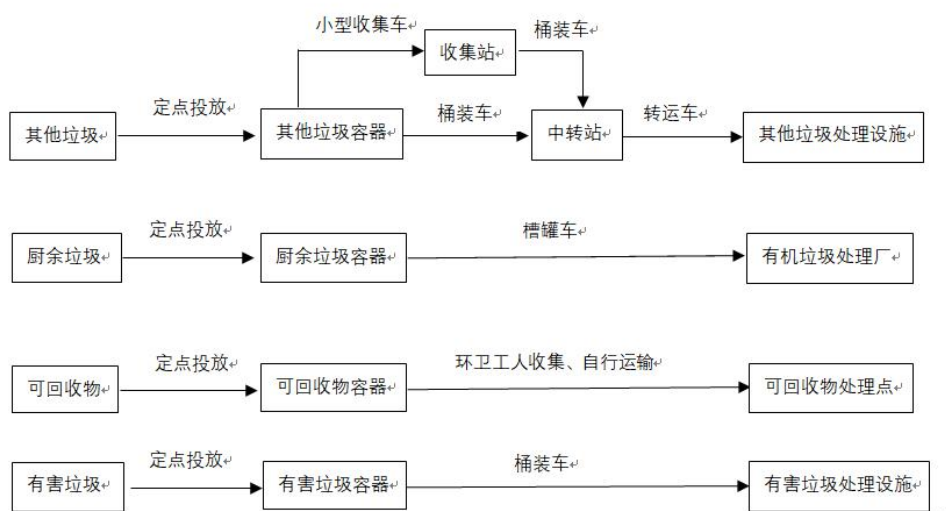 小型收集车
收集站
桶装车
其他垃圾
定点投放
其他垃圾容器
桶装车
中转站
转运车
其他垃圾处理设施
厨余垃圾
定点投放
厨余垃圾容器
槽罐车
有机垃圾处理厂
可回收物
定点投放
可回收物容器
环卫工人收集、自行运输
可回收物处理点
有害垃圾
定点投放
有害垃圾容器
桶装车
有害垃圾处理设施